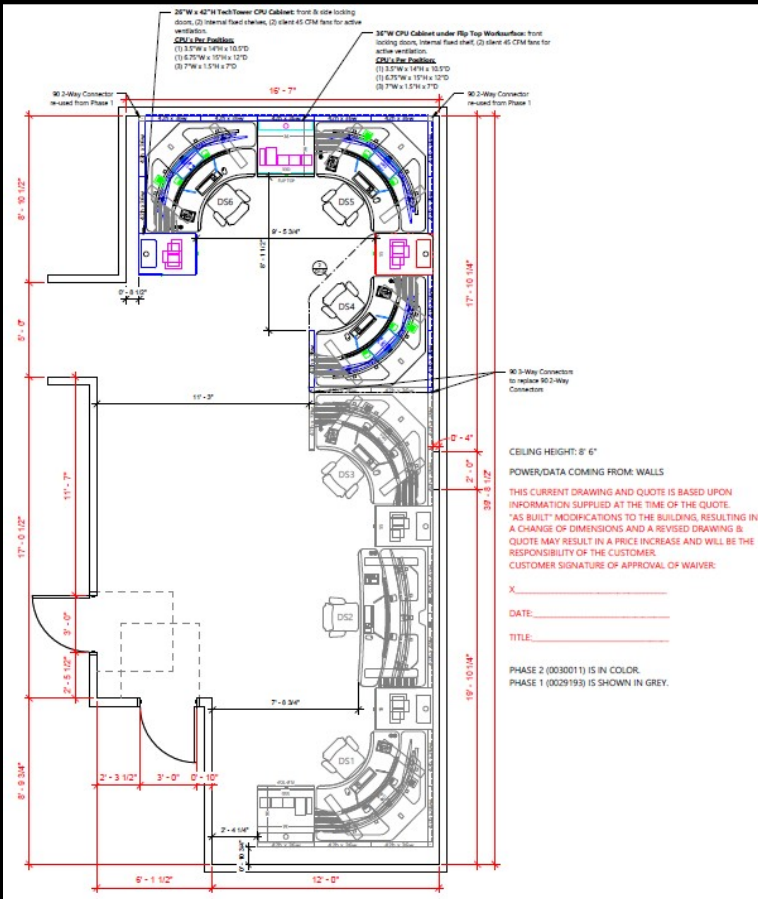 26"W x 42"H TechTower CPU Cabinet: front & side locking
doors, (2) internal fixed shelves, (2) silent 45 CFM fans for active
ventilation.
CPU's Per Position:
(1) 3.5"W x 14"H x 10.5"D
(1) 6.75"W x 15"H x 12"D
(3) 7"W x 1.5"H x 7"D
36"W CPU Cabinet under Flip Top Worksurface: front
locking doors, internal fixed shelf, (2) silent 45 CFM fans for
active ventilation.
CPU's Per Position:
(1) 3.5"W x 14"H x 10.5"D
(1) 6.75"W x 15"H x 12"D
(3) 7"W x 1.5"H x 7"D
90 2-Way Connector
re-used from Phase 1
16' - 7"
90 2-Way Connector
re-used from Phase 1
8' - 10 1/2"
DS6
DS5
9' - 5 3/4"
8' - 1 1/2"
17' - 10 1/4"
0' - 8 1/2"
DS4
5' - 0"
90 3-Way Connectors
to replace 90 2-Way
Connectors
11' - 3"
0' - 4"
DS3
2' - 0"
11' - 7"
17' - 0 1/2"
CEILING HEIGHT: 8' 6"
POWER/DATA COMING FROM: WALLS
THIS CURRENT DRAWING AND QUOTE IS BASED UPON
INFORMATION SUPPLIED AT THE TIME OF THE QUOTE.
"AS BUILT" MODIFICATIONS TO THE BUILDING, RESULTING IN
A CHANGE OF DIMENSIONS AND A REVISED DRAWING &
QUOTE MAY RESULT IN A PRICE INCREASE AND WILL BE THE
RESPONSIBILITY OF THE CUSTOMER.
CUSTOMER SIGNATURE OF APPROVAL OF WAIVER:
X
DATE:
TITLE:
PHASE 2 (0030011) IS IN COLOR.
PHASE 1 (0029193) IS SHOWN IN GREY.
DS2
3' - 0"
2' - 5 1/2"
19' - 10 1/4"
7' - 8 3/4"
DS1
8' - 9 3/4"
2' - 3 1/2"
3' - 0"
0' - 10"
2' - 4 1/4"
0' - 10 3/4"
6' - 1 1/2"
12' - 0"